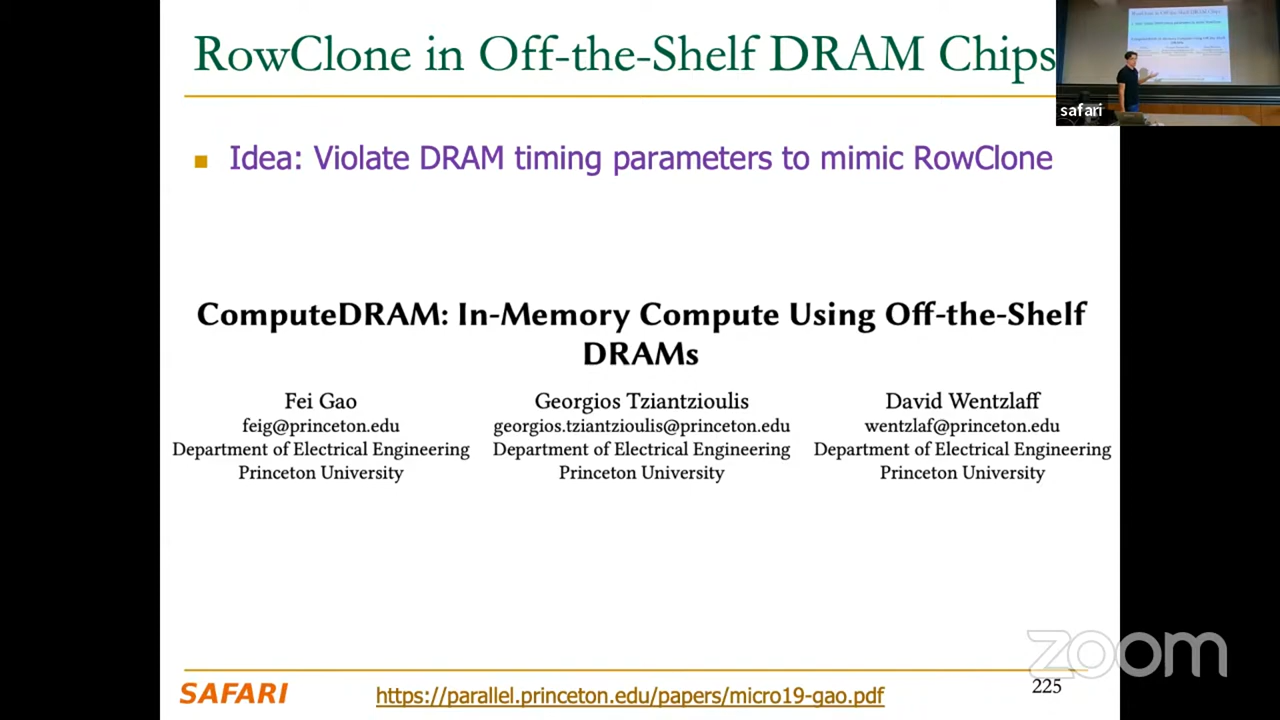 RowClone in Off-the-Shelf DRAM Chips
safari
Idea: Violate DRAM timing parameters to mimic RowClone
ComputeDRAM: In-Memory Compute Using Off-the-Shelf
DRAMs
Fei Gao
feig@princeton.edu
Department of Electrical Engineering
Princeton University
Georgios Tziantzioulis
georgios.tziantzioulis@princeton.edu
Department of Electrical Engineering
Princeton University
David Wentzlaff
wentzlaf@princeton.edu
Department of Electrical Engineering
Princeton University
zoom
SAFARI
https://parallel.princeton.edu/papers/micro19-gao.pdf
225